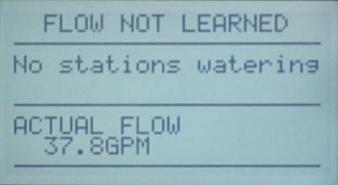 FLOW NOT LEARNED
No stations watering
ACTUAL FLOW
37.8GPM